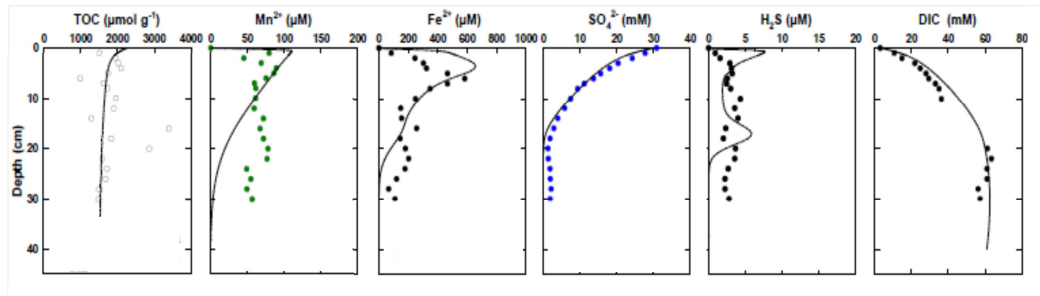 TOC (µmol g⁻¹) Mn²⁺ (µM) Fe²⁺ (µM) SO₄²⁻ (mM) H₂S (µM) DIC (mM)
0 1000 2000 3000 4000 0 50 100 150 200 0 200 400 600 800 1000 0 10 20 30 40 0 5 10 15 20 0 20 40 60 80
0
10
20
30
40
Depth (cm)